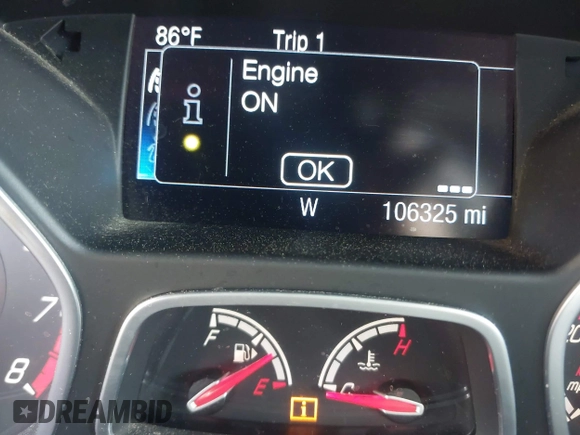 86°F Trip 1
Engine
ON
OK
W 106325 mi
7
8
F
E
H
C
DREAMBID